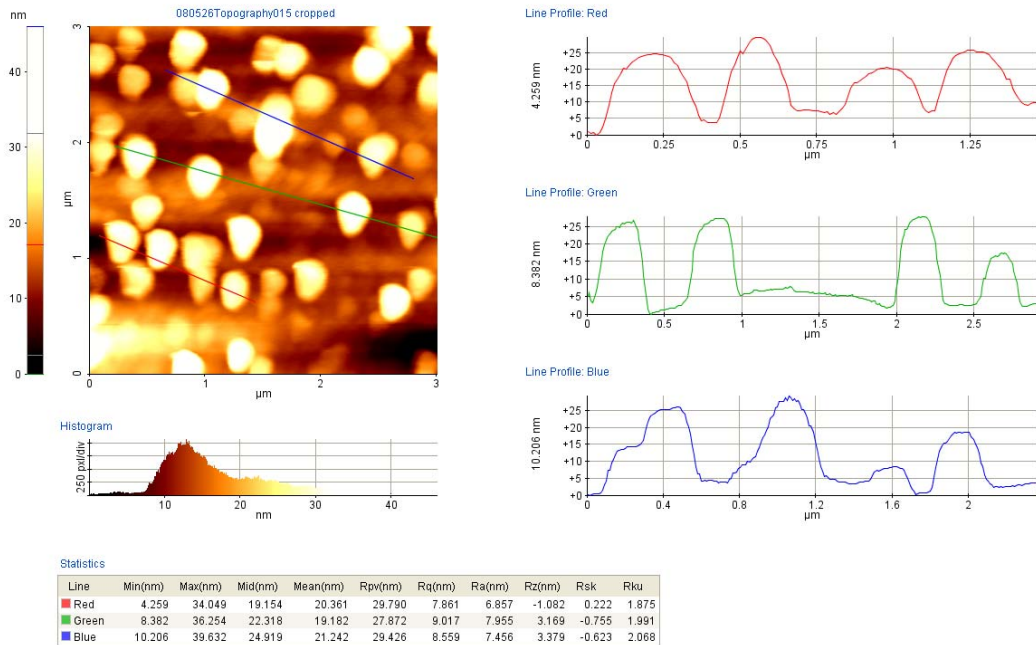 nm
40
30
20
10
0
080526Topography015 cropped
3
2
1
0
µm
0
1
2
3
µm
Line Profile: Red
4.259 nm
+25
+20
+15
+10
+5
+0
0
0.25
0.5
0.75
1
1.25
µm
Line Profile: Green
8.382 nm
+25
+20
+15
+10
+5
+0
0
0.5
1
1.5
2
2.5
µm
Line Profile: Blue
10.206 nm
+25
+20
+15
+10
+5
+0
0
0.4
0.8
1.2
1.6
2
µm
Histogram
250 pxl/div
0
10
20
30
40
nm
Statistics
Line Min(nm) Max(nm) Mid(nm) Mean(nm) Rpv(nm) Rq(nm) Ra(nm) Rz(nm) Rsk Rku
Red 4.259 34.049 19.154 20.361 29.790 7.861 6.857 -1.082 0.222 1.875
Green 8.382 36.254 22.318 19.182 27.872 9.017 7.955 3.169 -0.755 1.991
Blue 10.206 39.632 24.919 21.242 29.426 8.559 7.456 3.379 -0.623 2.068